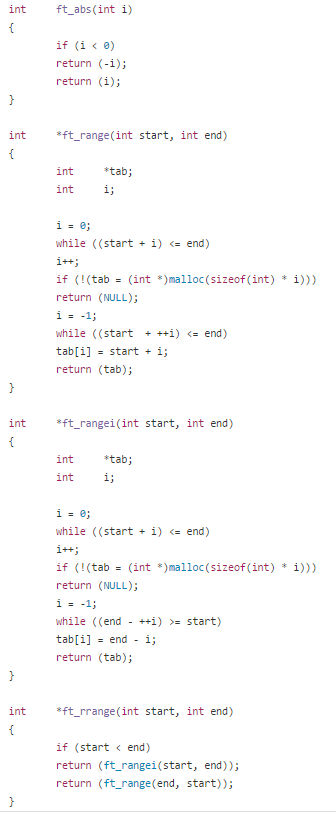 int ft_abs(int i)
{
if (i < 0)
return (-i);
return (i);
}
int *ft_range(int start, int end)
{
int *tab;
int i;
i = 0;
while ((start + i) <= end)
i++;
if (!(tab = (int *)malloc(sizeof(int) * i)))
return (NULL);
i = -1;
while ((start + ++i) <= end)
tab[i] = start + i;
return (tab);
}
int *ft_rangei(int start, int end)
{
int *tab;
int i;
i = 0;
while ((start + i) <= end)
i++;
if (!(tab = (int *)malloc(sizeof(int) * i)))
return (NULL);
i = -1;
while ((end - ++i) >= start)
tab[i] = end - i;
return (tab);
}
int *ft_rrange(int start, int end)
{
if (start < end)
return (ft_rangei(start, end));
return (ft_range(end, start));
}